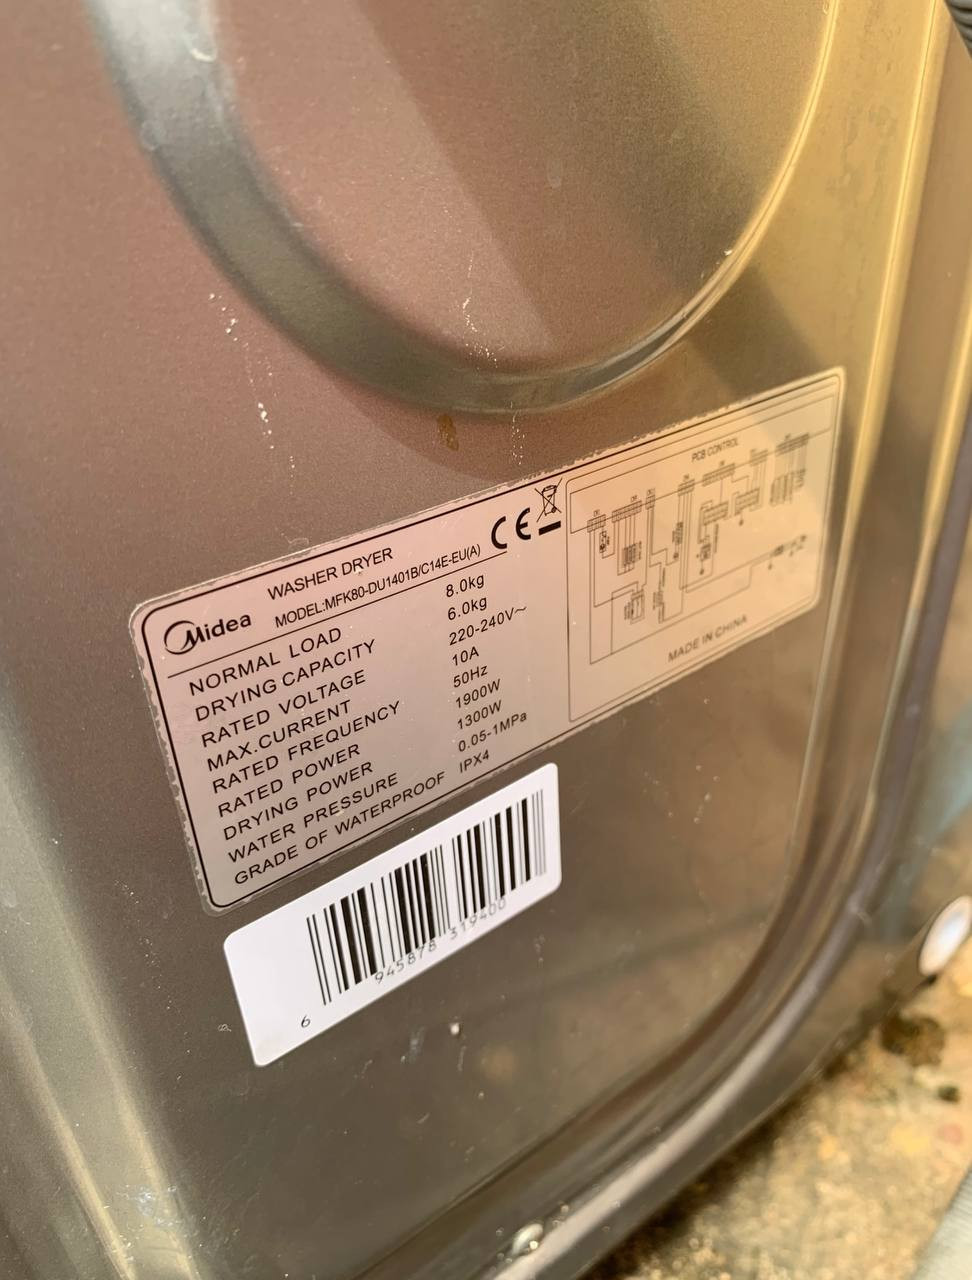 Midea
WASHER DRYER
MODEL:MFK80-DU1401B/C14E-EU(A)
CE
NORMAL LOAD 8.0kg
DRYING CAPACITY 6.0kg
RATED VOLTAGE 220-240V~
MAX.CURRENT 10A
RATED FREQUENCY 50Hz
RATED POWER 1900W
DRYING POWER 1300W
WATER PRESSURE 0.05-1MPa
GRADE OF WATERPROOF IPX4
PCB CONTROL
MADE IN CHINA
6 945878 319400